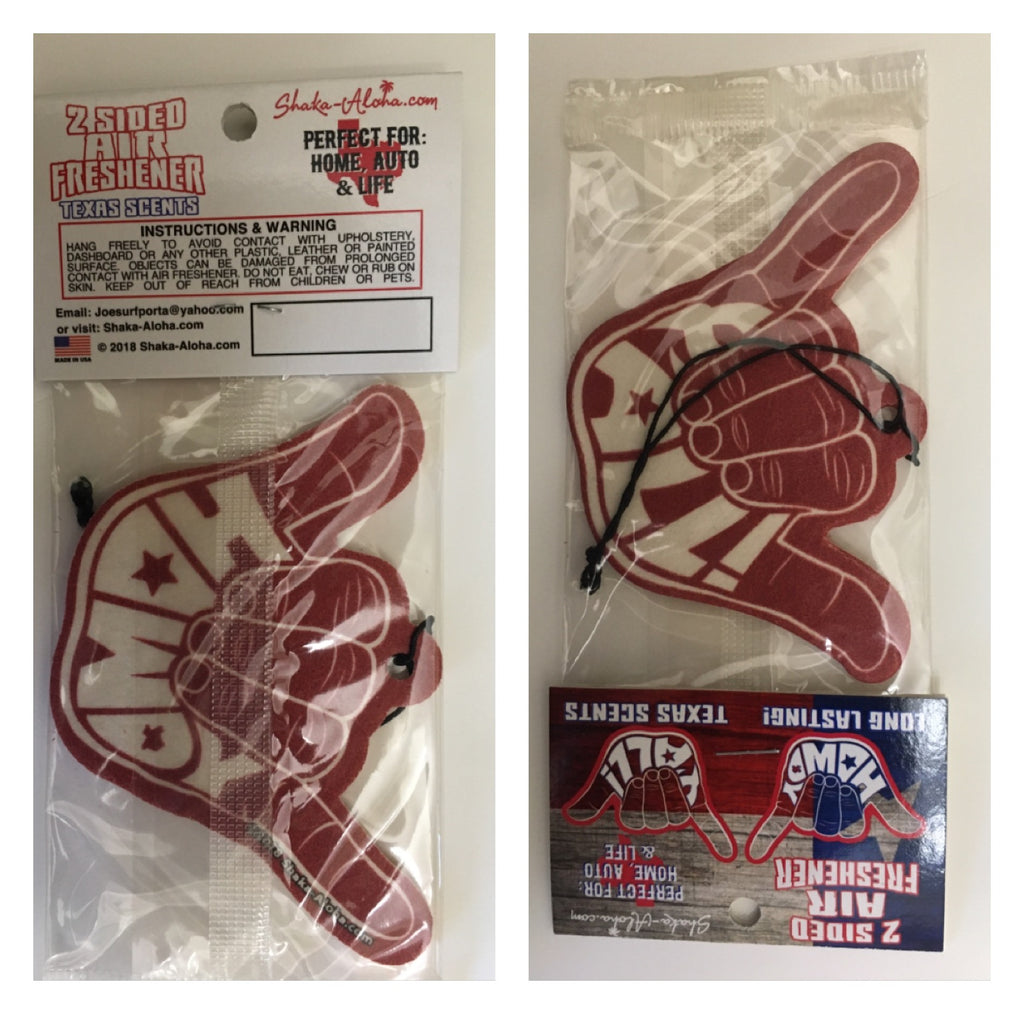 2 SIDED
AIR
FRESHENER
TEXAS SCENTS
Shaka-Aloha.com
PERFECT FOR:
HOME, AUTO
& LIFE
INSTRUCTIONS & WARNING
HANG FREELY TO AVOID CONTACT WITH UPHOLSTERY,
DASHBOARD OR ANY OTHER PLASTIC, LEATHER OR PAINTED
SURFACE. OBJECTS CAN BE DAMAGED FROM PROLONGED
CONTACT WITH AIR FRESHENER. DO NOT EAT, CHEW OR RUB ON
SKIN. KEEP OUT OF REACH FROM CHILDREN OR PETS.
Email: Joesurfporta@yahoo.com
or visit: Shaka-Aloha.com
MADE IN USA
© 2018 Shaka-Aloha.com
Shaka-Aloha.com
2 SIDED
AIR
FRESHENER
Shaka-Aloha.com
PERFECT FOR:
HOME, AUTO
& LIFE
HOWDY
Y'ALL!
LONG LASTING!
TEXAS SCENTS